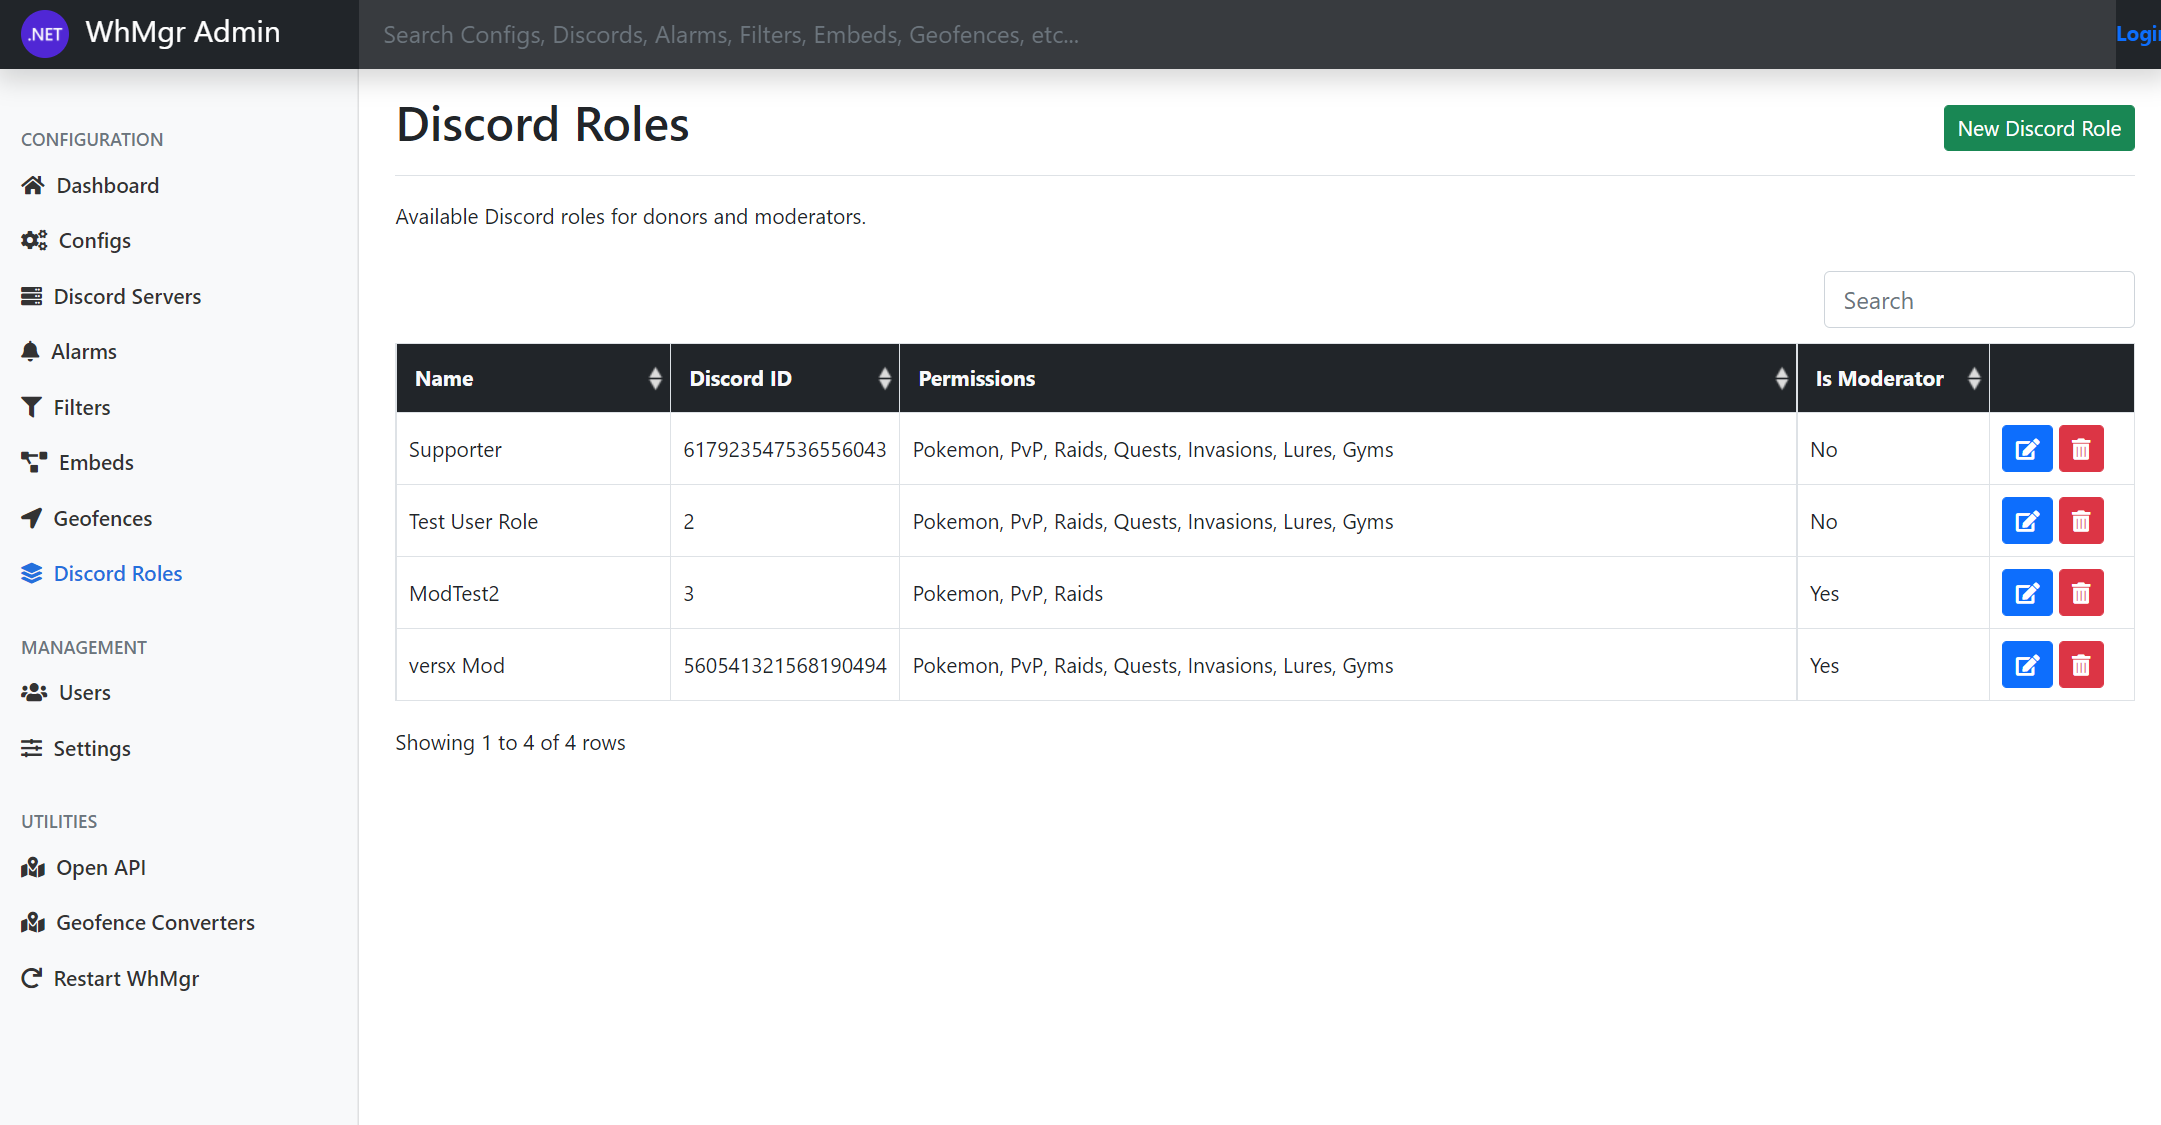 .NET WhMgr Admin
Search Configs, Discords, Alarms, Filters, Embeds, Geofences, etc...
CONFIGURATION
Dashboard
Configs
Discord Servers
Alarms
Filters
Embeds
Geofences
Discord Roles
MANAGEMENT
Users
Settings
UTILITIES
Open API
Geofence Converters
Restart WhMgr
Discord Roles
New Discord Role
Available Discord roles for donors and moderators.
Search
Name Discord ID Permissions Is Moderator
Supporter 617923547536556043 Pokemon, PvP, Raids, Quests, Invasions, Lures, Gyms No
Test User Role 2 Pokemon, PvP, Raids, Quests, Invasions, Lures, Gyms No
ModTest2 3 Pokemon, PvP, Raids Yes
versx Mod 560541321568190494 Pokemon, PvP, Raids, Quests, Invasions, Lures, Gyms Yes
Showing 1 to 4 of 4 rows